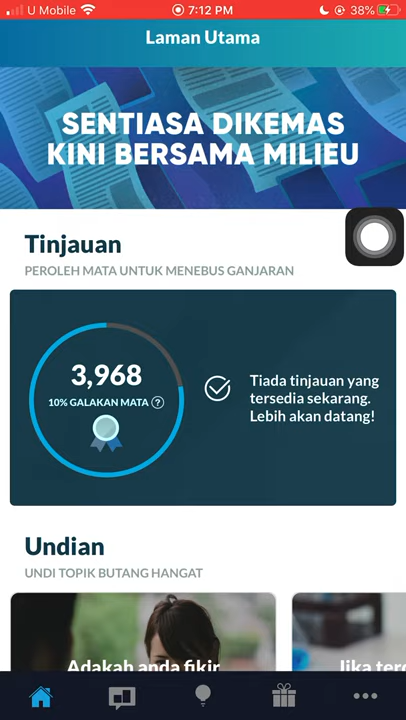 U Mobile 7:12 PM 38%
Laman Utama
SENTIASA DIKEMAS
KINI BERSAMA MILIEU
Tinjauan
PEROLEH MATA UNTUK MENEBUS GANJARAN
3,968
10% GALAKAN MATA ?
Tiada tinjauan yang
tersedia sekarang.
Lebih akan datang!
Undian
UNDI TOPIK BUTANG HANGAT
Adakah anda fikir
Jika